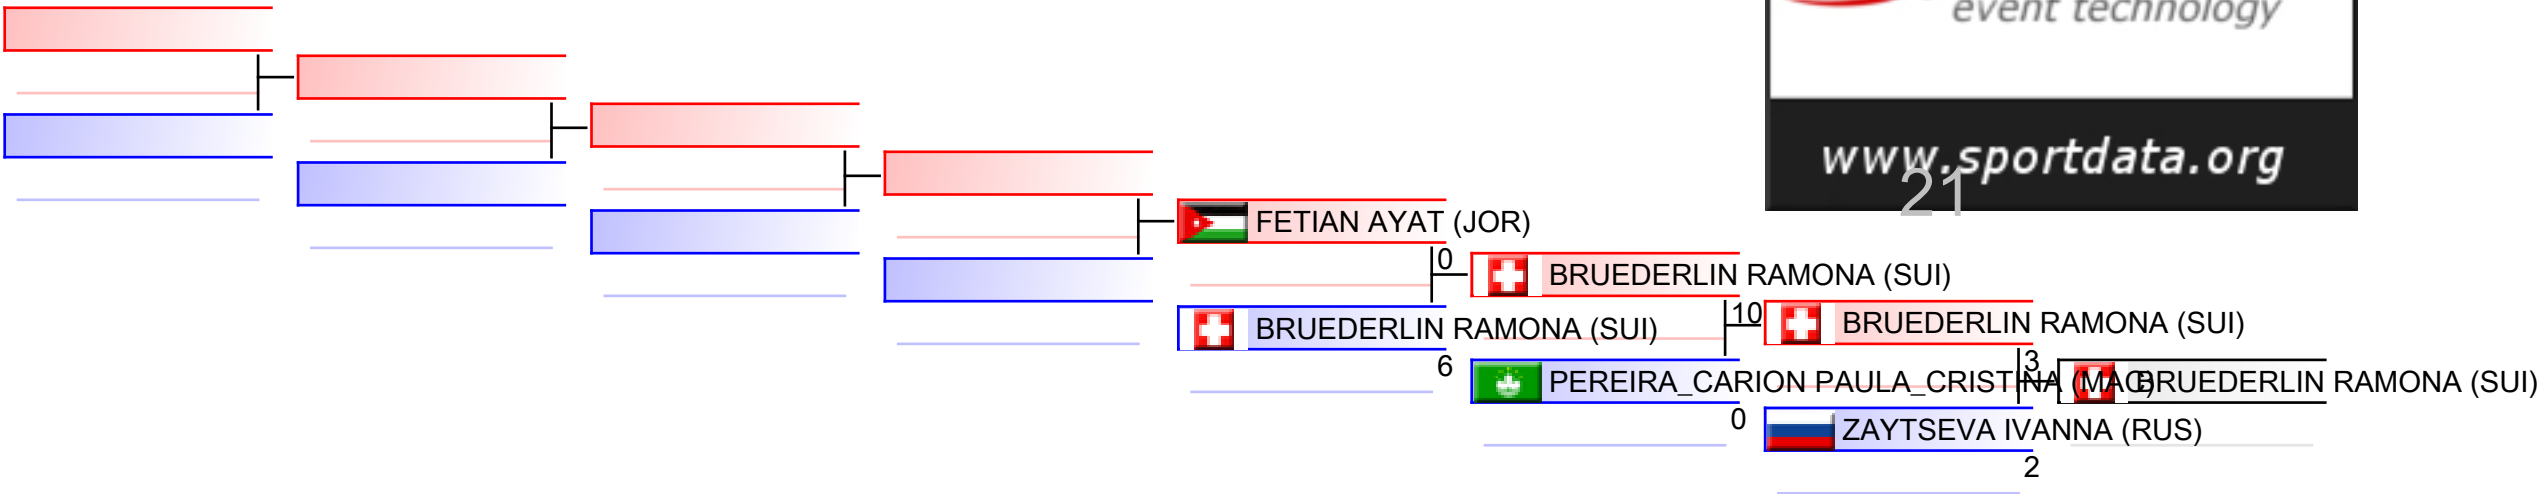 event technology
www.sportdata.org
21
FETIAN AYAT (JOR)
0
BRUEDERLIN RAMONA (SUI)
10
BRUEDERLIN RAMONA (SUI)
BRUEDERLIN RAMONA (SUI)
6
3
PEREIRA_CARION PAULA_CRISTINA (MAC)
BRUEDERLIN RAMONA (SUI)
0
ZAYTSEVA IVANNA (RUS)
2